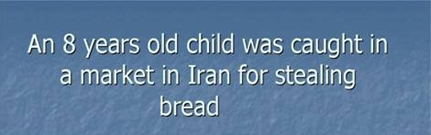 An 8 years old child was caught in
a market in Iran for stealing
bread